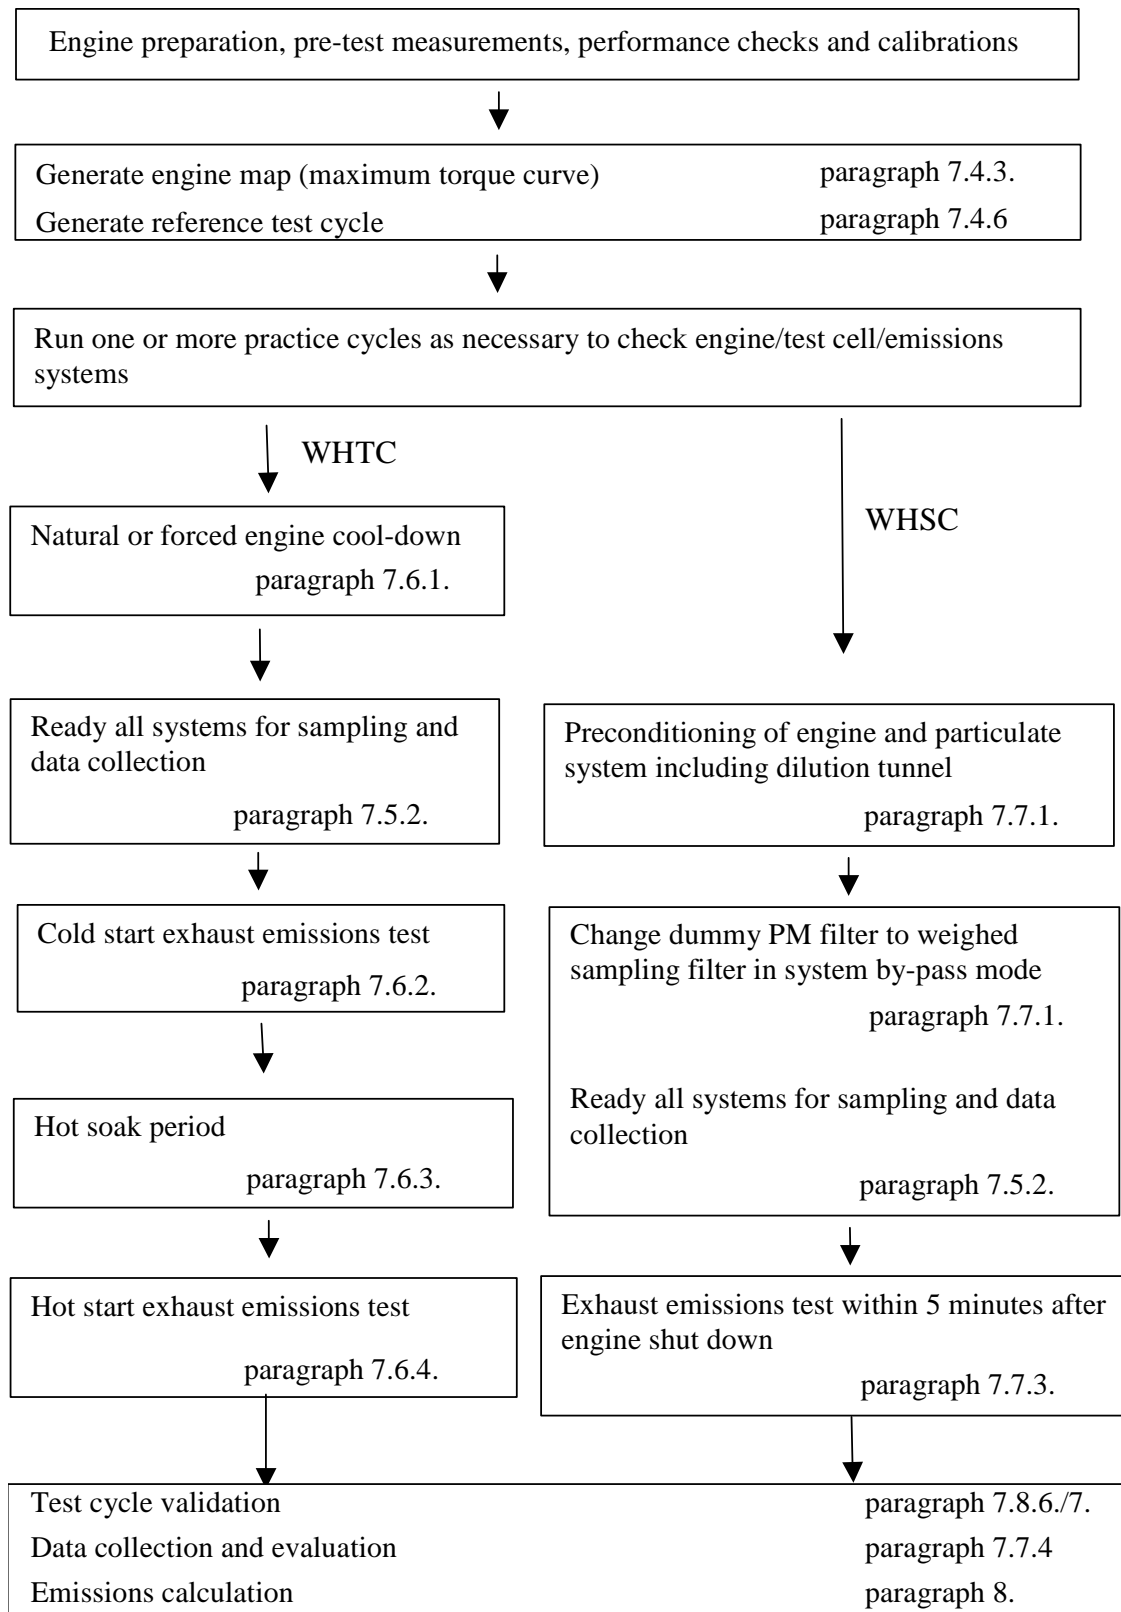 Engine preparation, pre-test measurements, performance checks and calibrations
Generate engine map (maximum torque curve) paragraph 7.4.3.
Generate reference test cycle paragraph 7.4.6
Run one or more practice cycles as necessary to check engine/test cell/emissions
systems
WHTC
Natural or forced engine cool-down
paragraph 7.6.1.
Ready all systems for sampling and
data collection
paragraph 7.5.2.
Cold start exhaust emissions test
paragraph 7.6.2.
Hot soak period
paragraph 7.6.3.
Hot start exhaust emissions test
paragraph 7.6.4.
WHSC
Preconditioning of engine and particulate
system including dilution tunnel
paragraph 7.7.1.
Change dummy PM filter to weighed
sampling filter in system by-pass mode
paragraph 7.7.1.
Ready all systems for sampling and data
collection
paragraph 7.5.2.
Exhaust emissions test within 5 minutes after
engine shut down
paragraph 7.7.3.
Test cycle validation paragraph 7.8.6./7.
Data collection and evaluation paragraph 7.7.4
Emissions calculation paragraph 8.